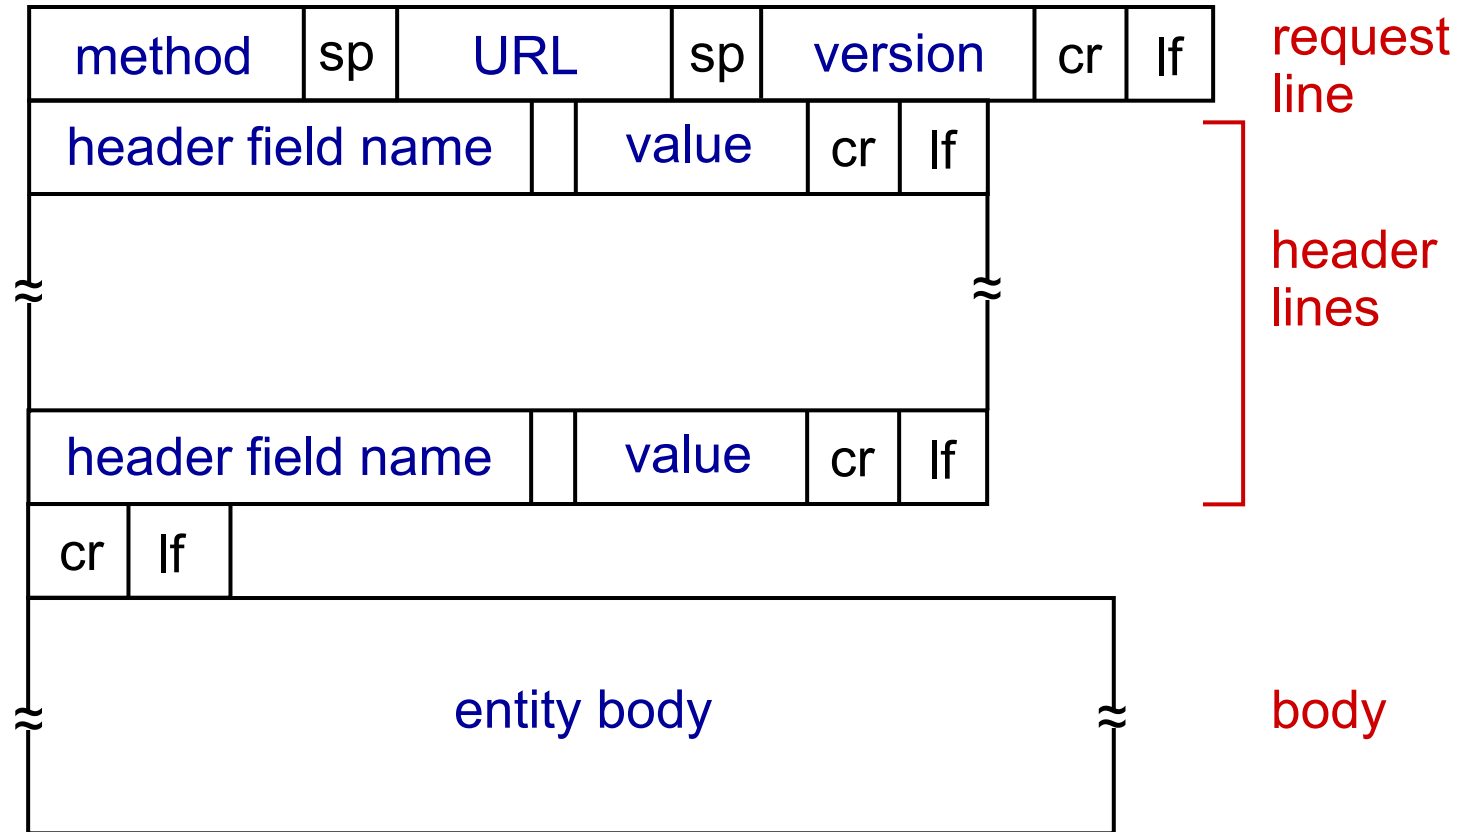 method sp URL sp version cr lf request
line
header field name value cr lf
header
lines
header field name value cr lf
cr lf
entity body body